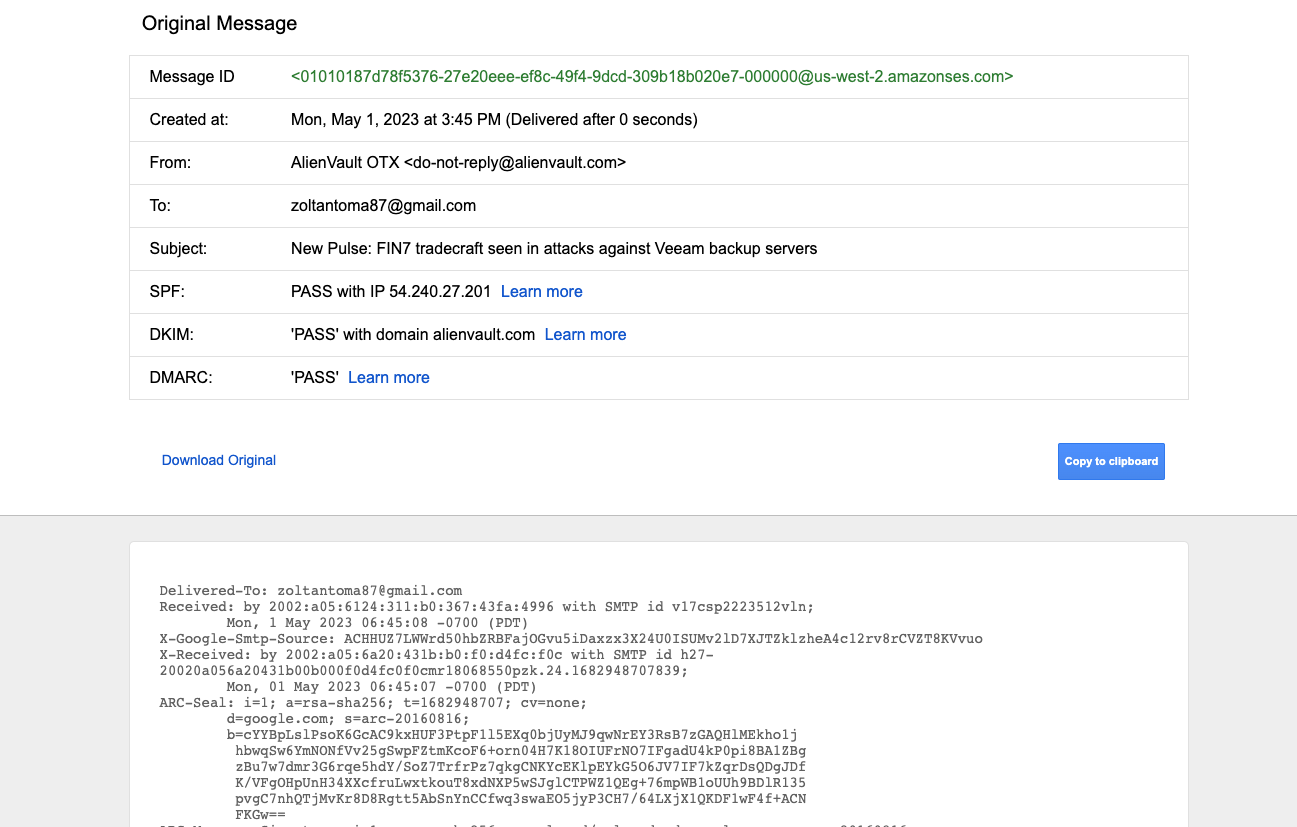 Original Message
Message ID <01010187d78f5376-27e20eee-ef8c-49f4-9dcd-309b18b020e7-000000@us-west-2.amazonses.com>
Created at: Mon, May 1, 2023 at 3:45 PM (Delivered after 0 seconds)
From: AlienVault OTX <do-not-reply@alienvault.com>
To: zoltantoma87@gmail.com
Subject: New Pulse: FIN7 tradecraft seen in attacks against Veeam backup servers
SPF: PASS with IP 54.240.27.201 Learn more
DKIM: 'PASS' with domain alienvault.com Learn more
DMARC: 'PASS' Learn more
Download Original Copy to clipboard
Delivered-To: zoltantoma87@gmail.com
Received: by 2002:a05:6124:311:b0:367:43fa:4996 with SMTP id v17csp2223512vln;
Mon, 1 May 2023 06:45:08 -0700 (PDT)
X-Google-Smtp-Source: ACHHUZ7LWWrd50hbZRBFajOGvu5iDaxzx3X24U0ISUMv2lD7XJTZklzheA4c12rv8rCVZT8KVvuo
X-Received: by 2002:a05:6a20:431b:b0:f0:d4fc:f0c with SMTP id h27-
20020a056a20431b00b000f0d4fc0f0cmr18068550pzk.24.1682948707839;
Mon, 01 May 2023 06:45:07 -0700 (PDT)
ARC-Seal: i=1; a=rsa-sha256; t=1682948707; cv=none;
d=google.com; s=arc-20160816;
b=cYYBpLslPsoK6GcAC9kxHUF3PtpF1l5EXq0bjUyMJ9qwNrEY3RsB7zGAQHlMEkho1j
hbwqSw6YmNONfVv25gSwpFZtmKcoF6+orn04H7K18OIUFrNO7IFgadU4kP0pi8BA1ZBg
zBu7w7dmr3G6rqe5hdY/SoZ7TrfrPz7qkgCNKYcEKlpEYkG5O6JV7IF7kZqrDsQDgJDf
K/VFgOHpUnH34XXcfruLwxtkouT8xdNXP5wSJglCTPWZ1QEg+76mpWB1oUUh9BDlR135
pvgC7nhQTjMvKr8D8Rgtt5AbSnYnCCfwq3swaEO5jyP3CH7/64LXjX1QKDF1wF4f+ACN
FKGw==